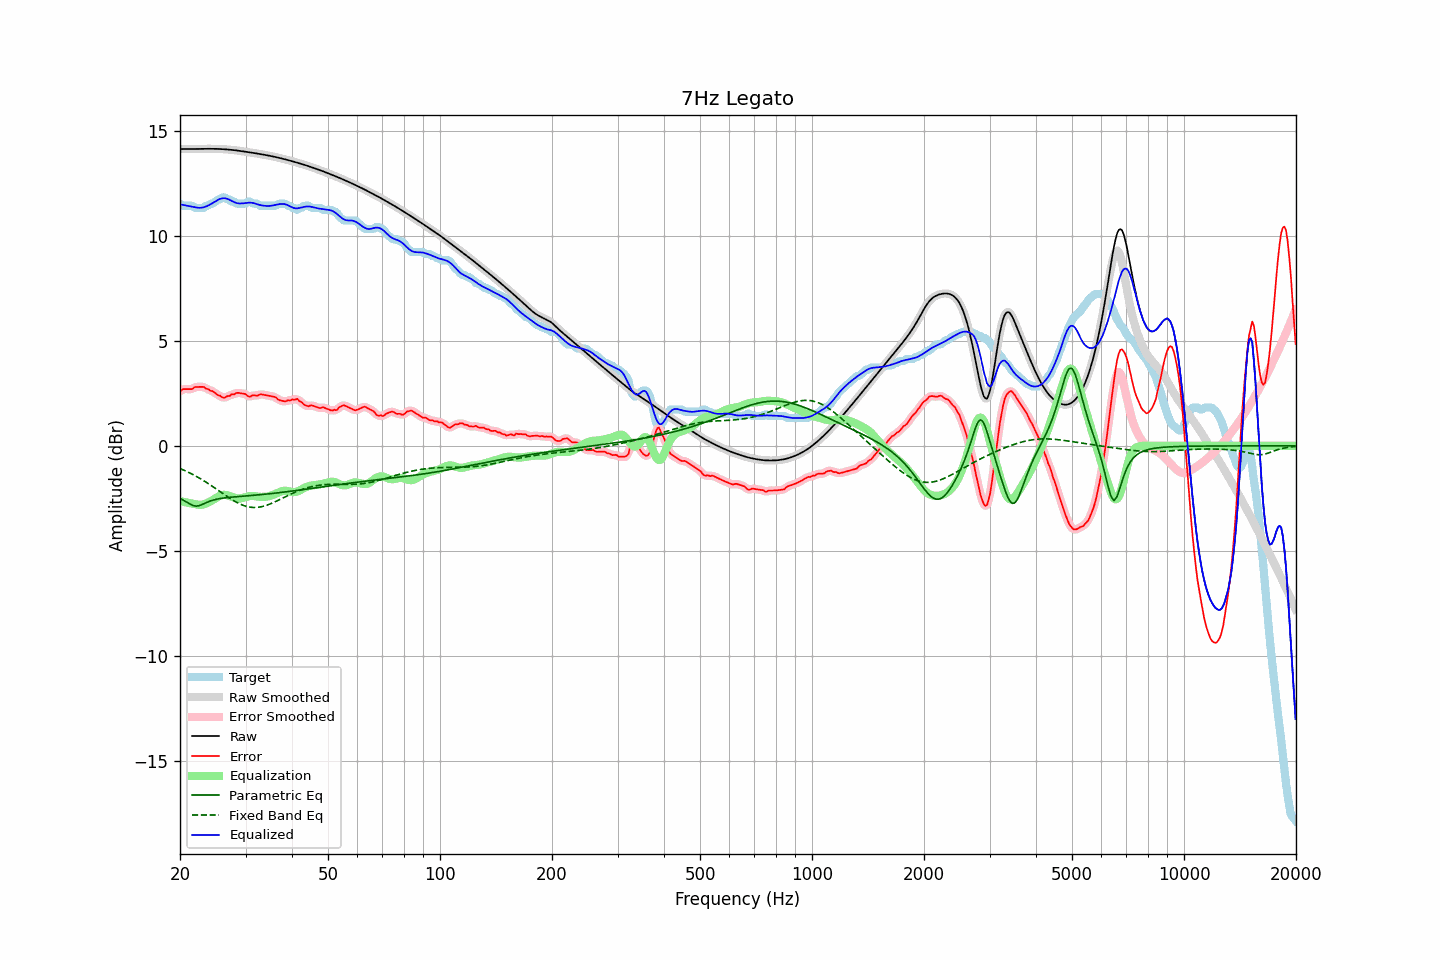 7Hz Legato
15
10
5
0
−5
−10
−15
Amplitude (dBr)
Target
Raw Smoothed
Error Smoothed
Raw
Error
Equalization
Parametric Eq
Fixed Band Eq
Equalized
20 50 100 200 500 1000 2000 5000 10000 20000
Frequency (Hz)